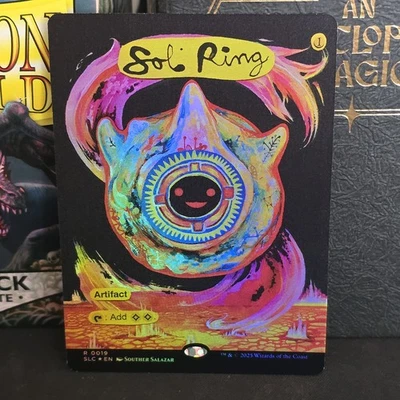 Sol Ring
1
Artifact
: Add
R 0019
SLC ★ EN SOUTHER SALAZAR
™ & © 2023 Wizards of the Coast
ON
LD
CK
TE ·
AN
CLOP
AGIC